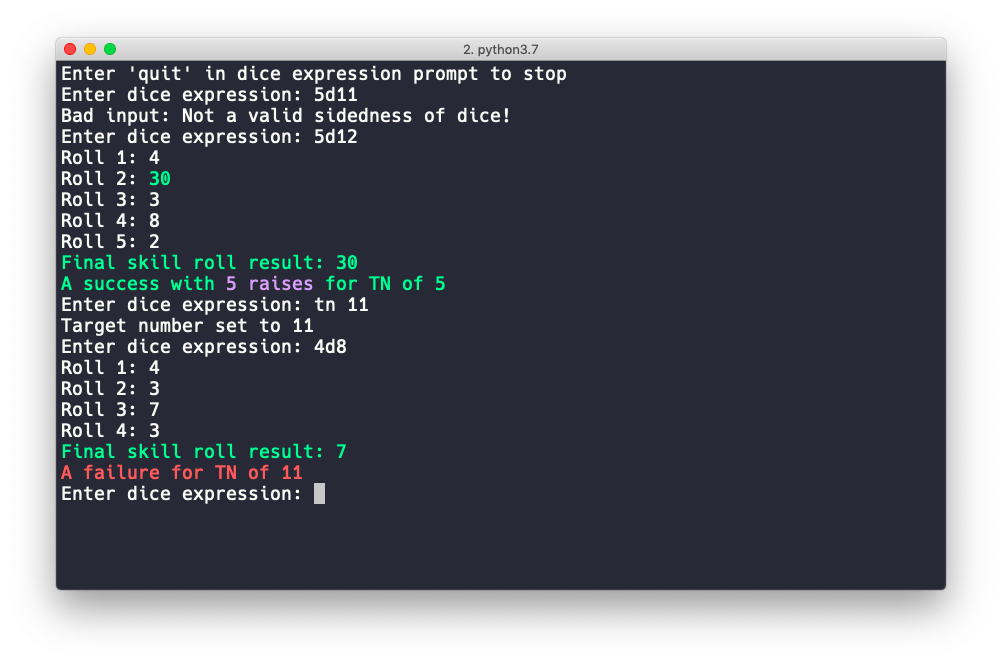 2. python3.7
Enter 'quit' in dice expression prompt to stop
Enter dice expression: 5d11
Bad input: Not a valid sidedness of dice!
Enter dice expression: 5d12
Roll 1: 4
Roll 2: 30
Roll 3: 3
Roll 4: 8
Roll 5: 2
Final skill roll result: 30
A success with 5 raises for TN of 5
Enter dice expression: tn 11
Target number set to 11
Enter dice expression: 4d8
Roll 1: 4
Roll 2: 3
Roll 3: 7
Roll 4: 3
Final skill roll result: 7
A failure for TN of 11
Enter dice expression: